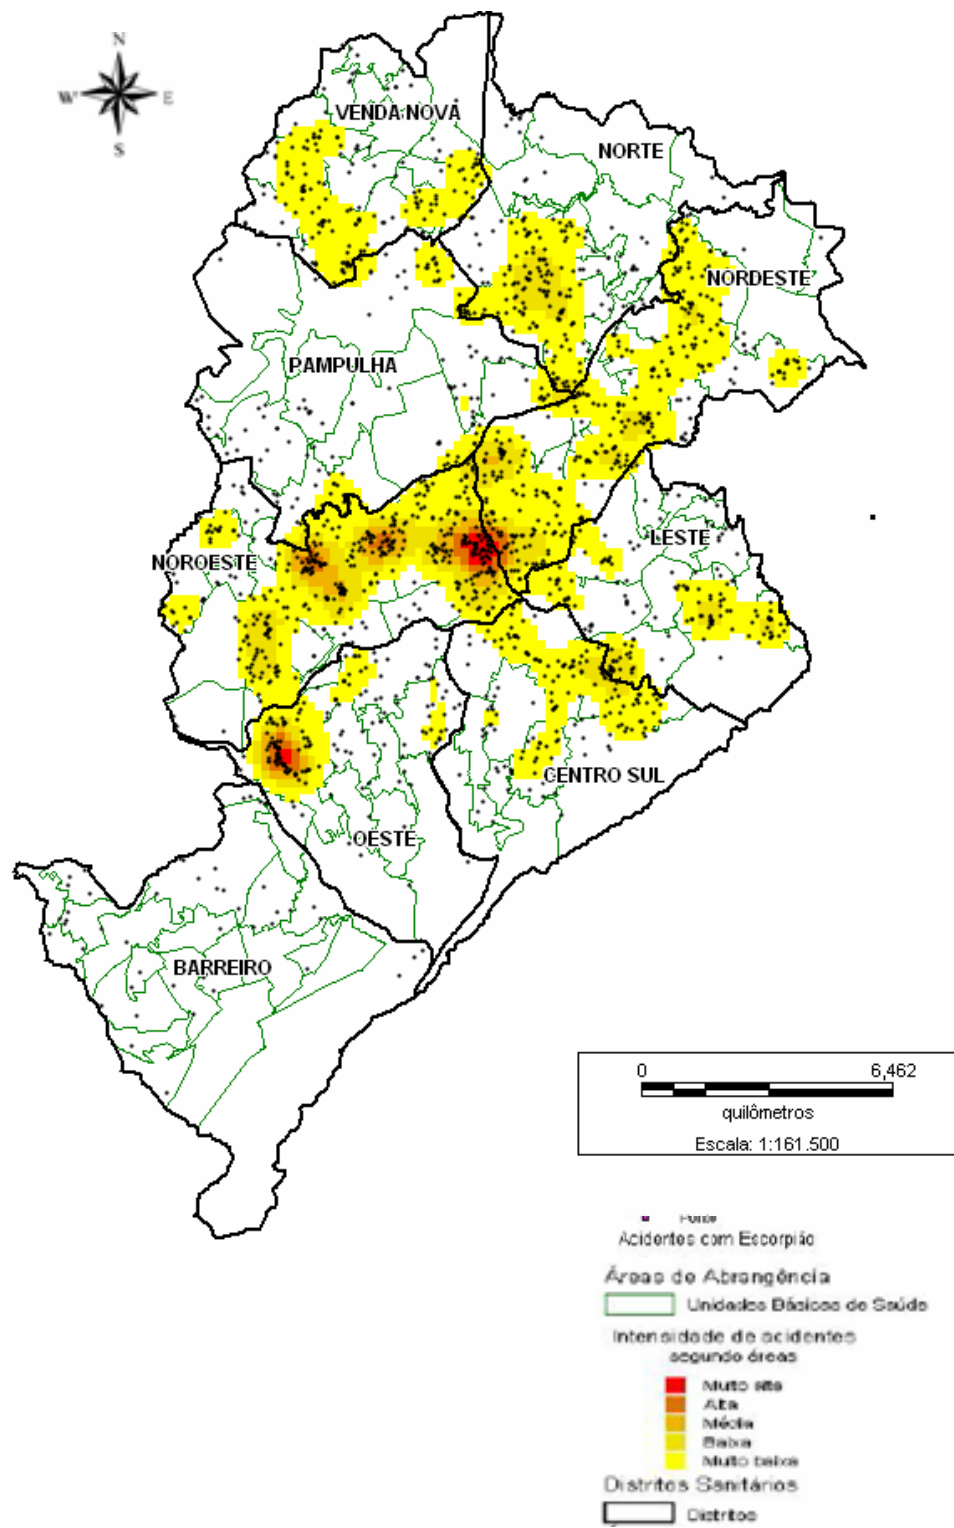 N
W E
S
VENDA NOVA
NORTE
NORDESTE
PAMPULHA
LESTE
NOROESTE
CENTRO SUL
OESTE
BARREIRO
0 6,462
quilômetros
Escala: 1:161.500
Acidentes com Escorpião
Áreas de Abrangência
Unidades Básicas de Saúde
Intensidade de acidentes
segundo áreas
Muito alta
Alta
Média
Baixa
Muito baixa
Distritos Sanitários
Distritos